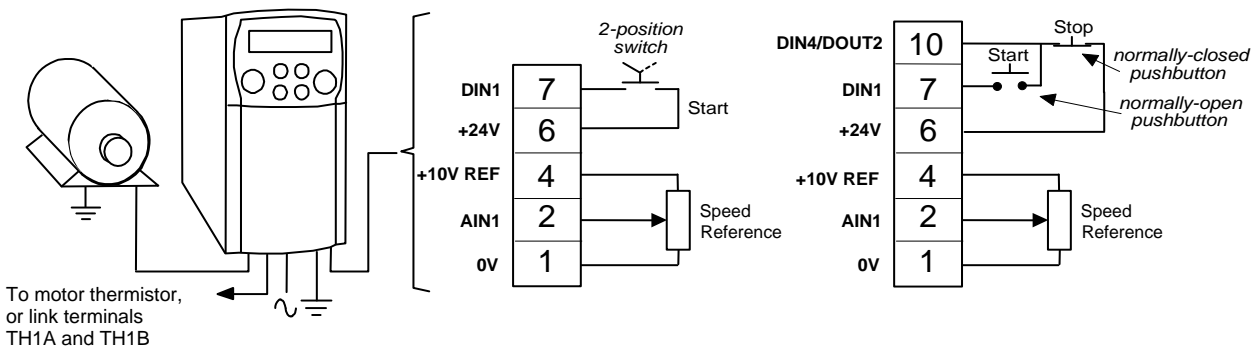 To motor thermistor,
or link terminals
TH1A and TH1B
2-position
switch
DIN1 7
Start
+24V 6
+10V REF 4
AIN1 2
Speed
Reference
0V 1
Stop
DIN4/DOUT2 10
normally-closed
pushbutton
Start
DIN1 7
normally-open
pushbutton
+24V 6
+10V REF 4
AIN1 2
Speed
Reference
0V 1